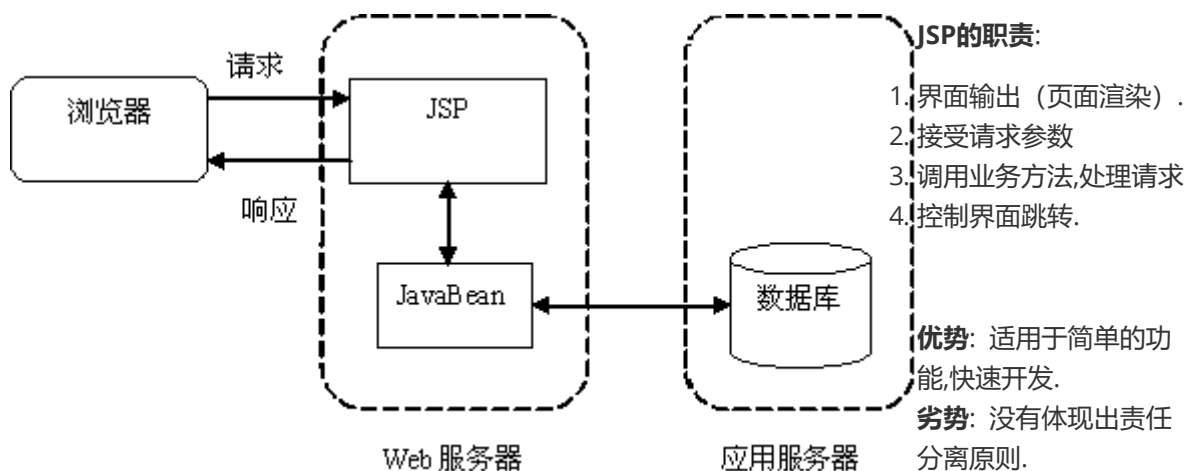 请求
浏览器
JSP
响应
JavaBean
数据库
Web 服务器
应用服务器
JSP的职责:
1. 界面输出（页面渲染）.
2. 接受请求参数
3. 调用业务方法,处理请求
4. 控制界面跳转.
优势: 适用于简单的功
能,快速开发.
劣势: 没有体现出责任
分离原则.